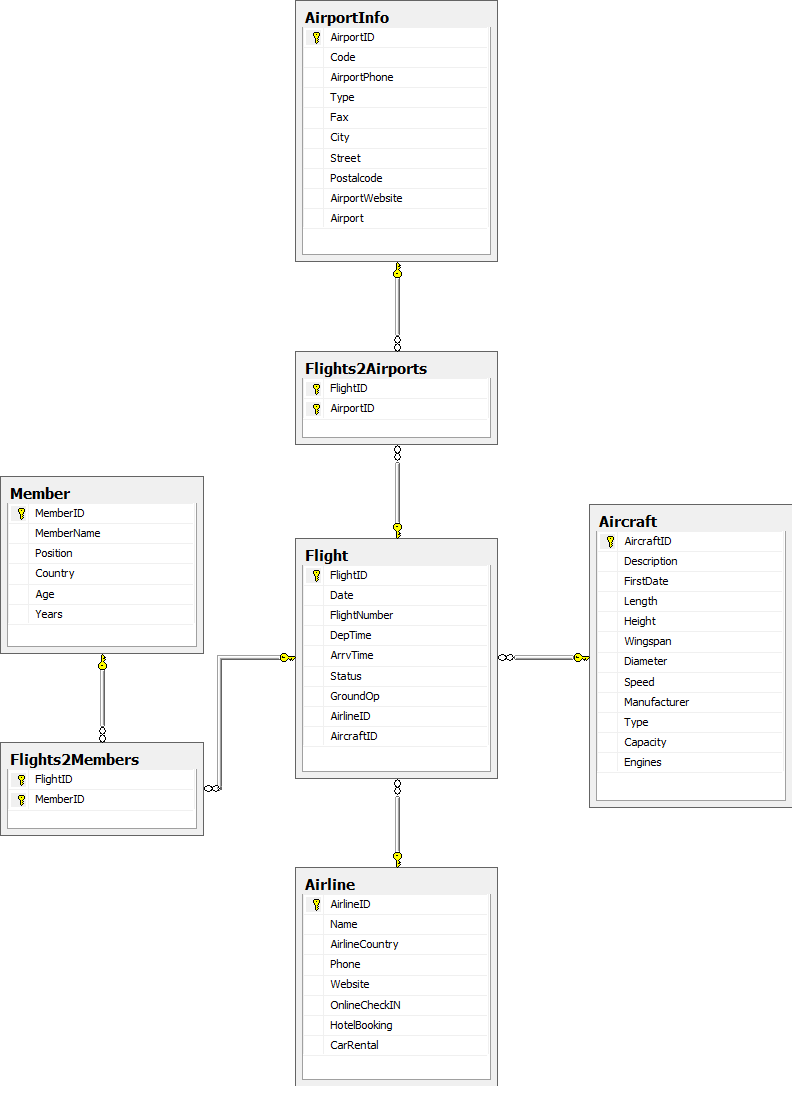 AirportInfo
AirportID
Code
AirportPhone
Type
Fax
City
Street
Postalcode
AirportWebsite
Airport
Flights2Airports
FlightID
AirportID
Member
MemberID
MemberName
Position
Country
Age
Years
Flight
FlightID
Date
FlightNumber
DepTime
ArrvTime
Status
GroundOp
AirlineID
AircraftID
Aircraft
AircraftID
Description
FirstDate
Length
Height
Wingspan
Diameter
Speed
Manufacturer
Type
Capacity
Engines
Flights2Members
FlightID
MemberID
Airline
AirlineID
Name
AirlineCountry
Phone
Website
OnlineCheckIN
HotelBooking
CarRental